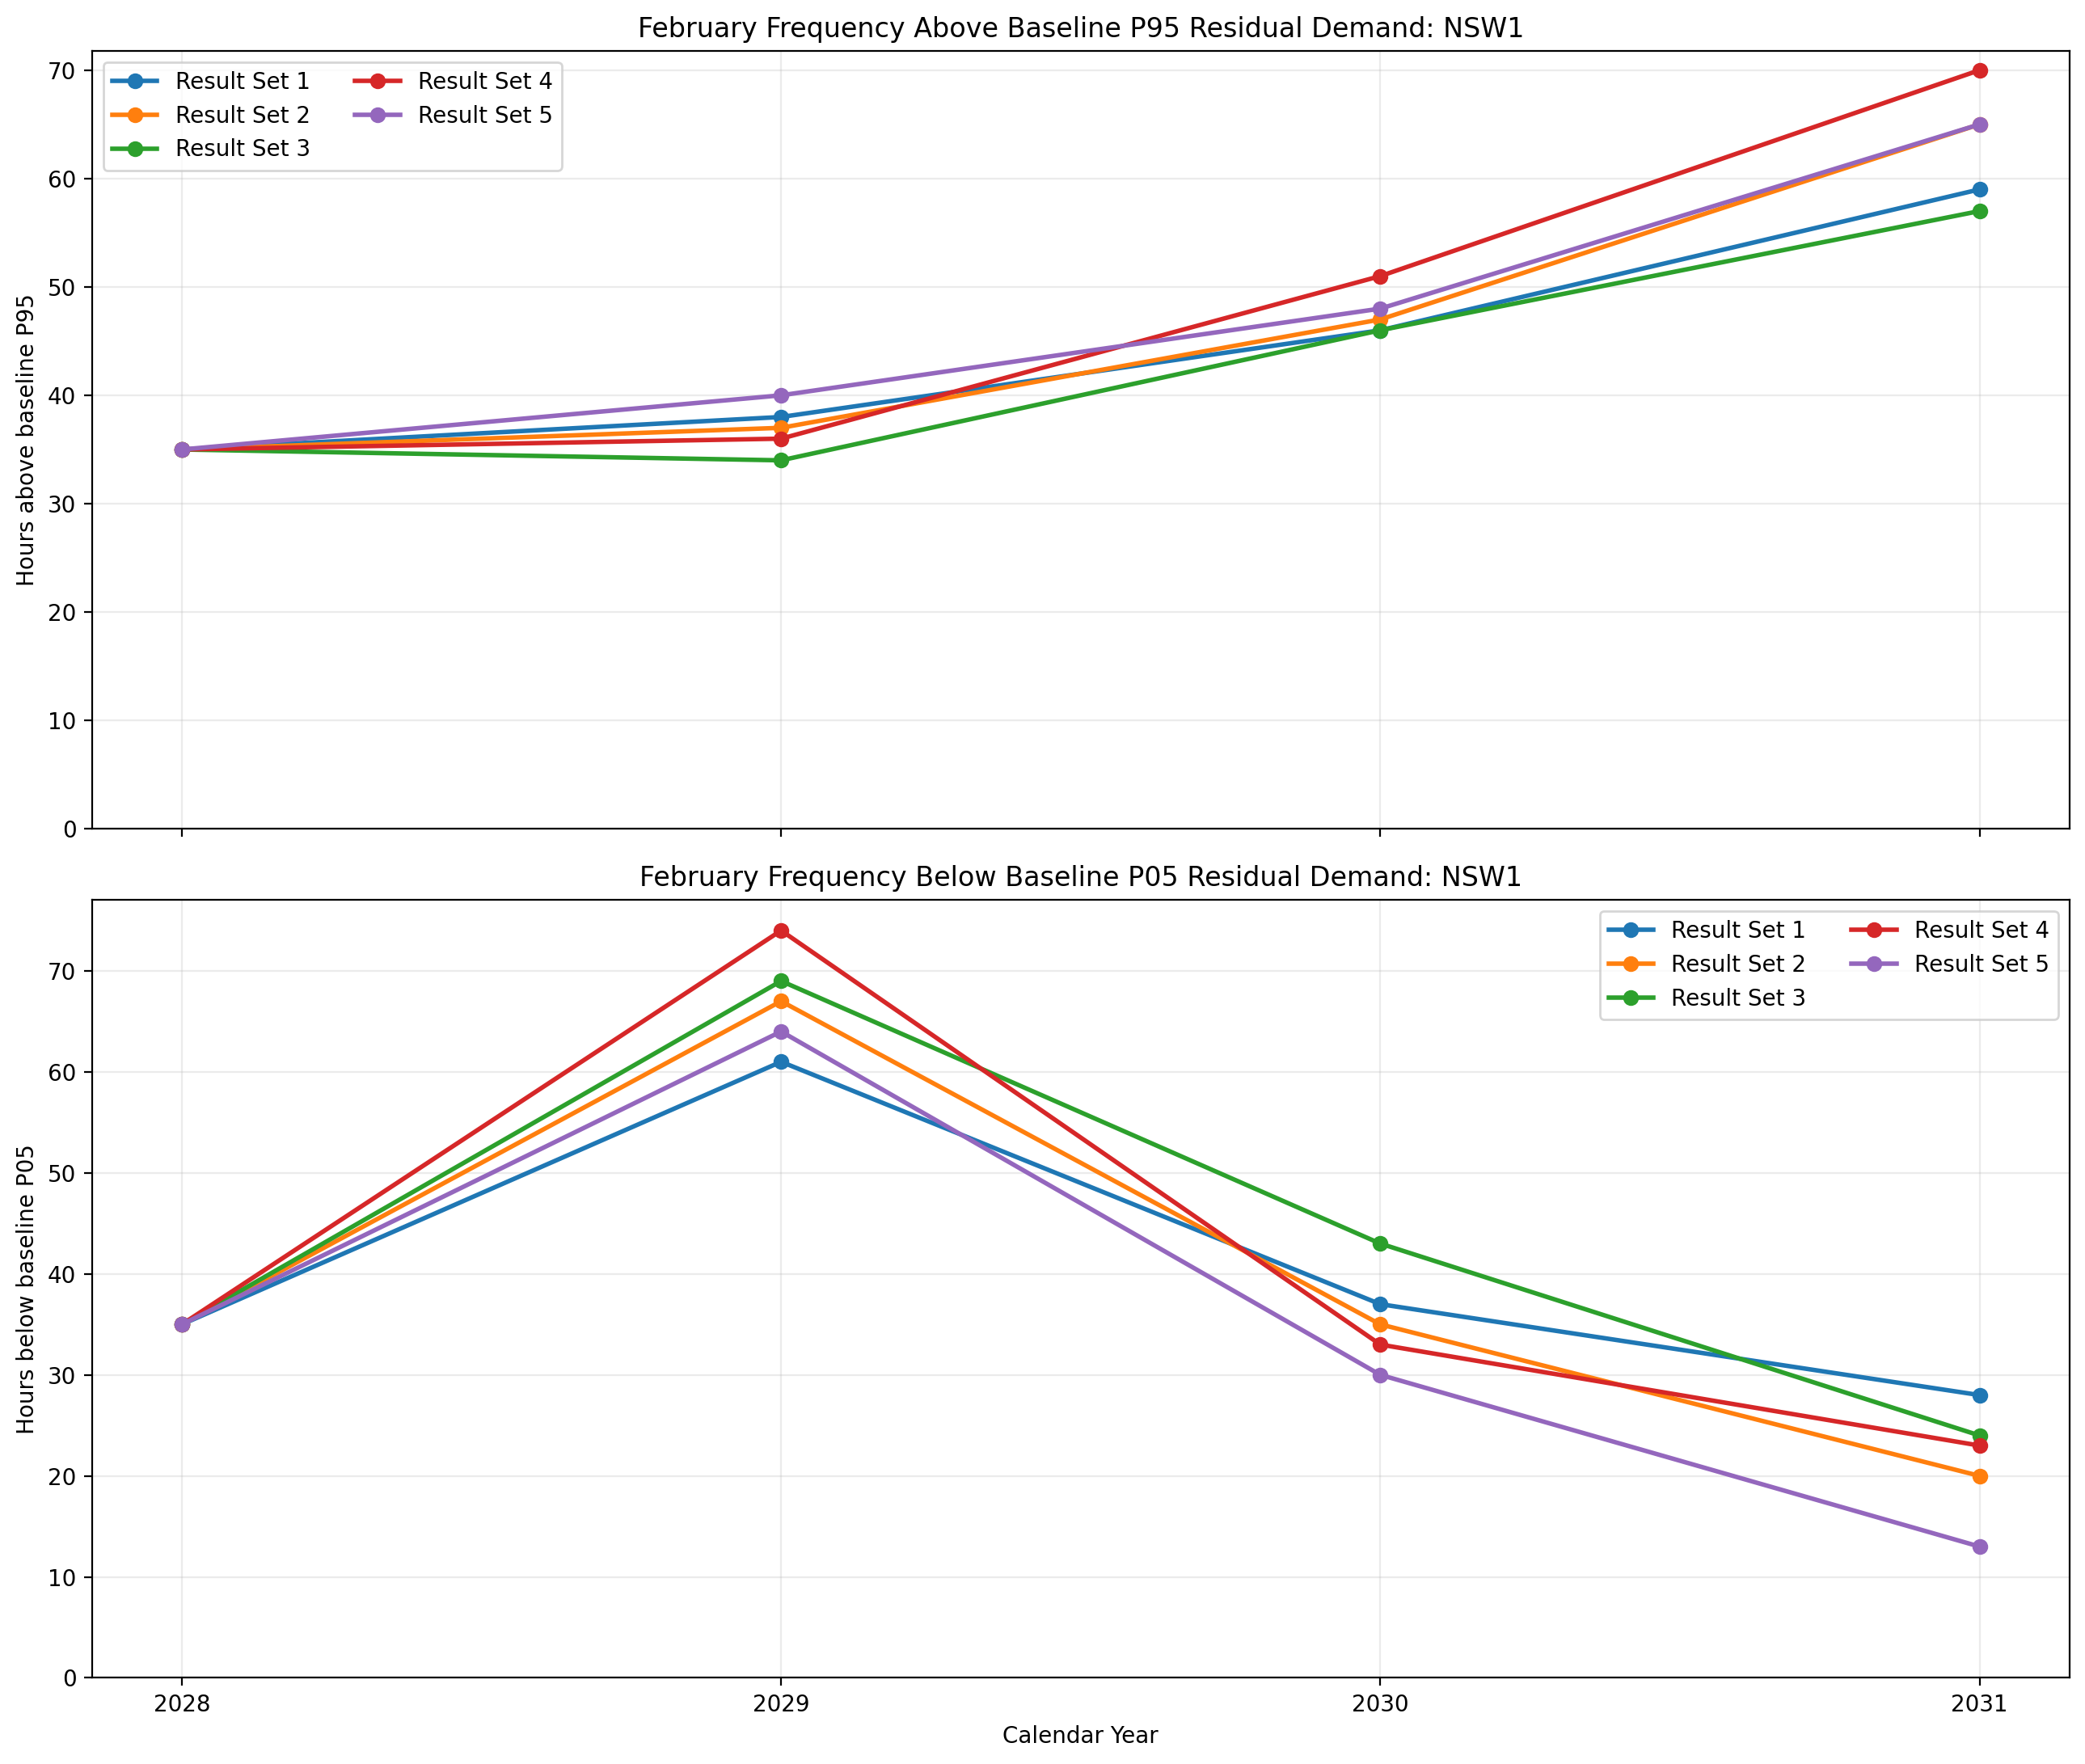 February Frequency Above Baseline P95 Residual Demand: NSW1
Result Set 1
Result Set 2
Result Set 3
Result Set 4
Result Set 5
Hours above baseline P95
70
60
50
40
30
20
10
0
February Frequency Below Baseline P05 Residual Demand: NSW1
Result Set 1
Result Set 2
Result Set 3
Result Set 4
Result Set 5
Hours below baseline P05
70
60
50
40
30
20
10
0
2028
2029
2030
2031
Calendar Year